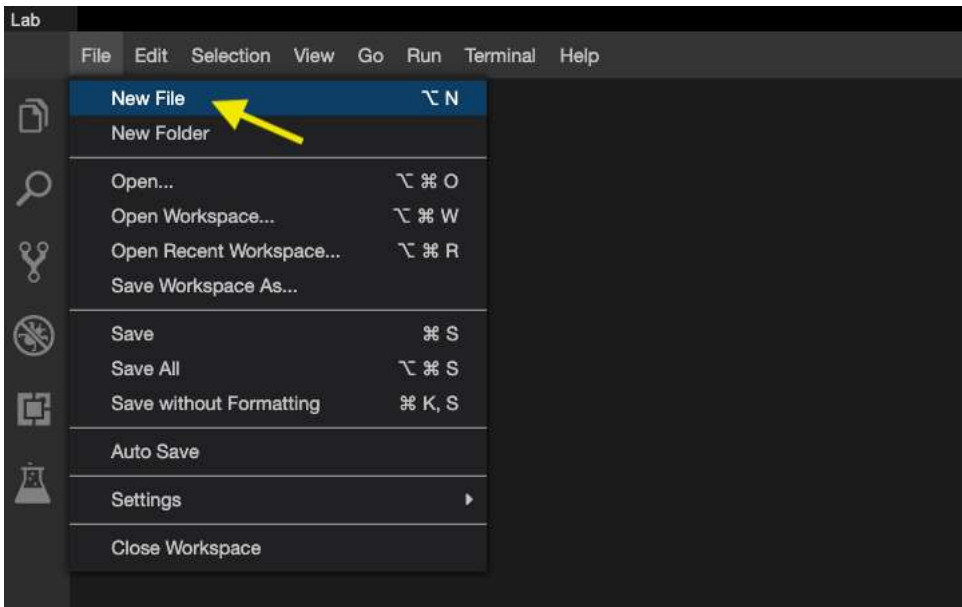 Lab
File Edit Selection View Go Run Terminal Help
New File ⌥ N
New Folder
Open... ⌥ ⌘ O
Open Workspace... ⌥ ⌘ W
Open Recent Workspace... ⌥ ⌘ R
Save Workspace As...
Save ⌘ S
Save All ⌥ ⌘ S
Save without Formatting ⌘ K, S
Auto Save
Settings
Close Workspace